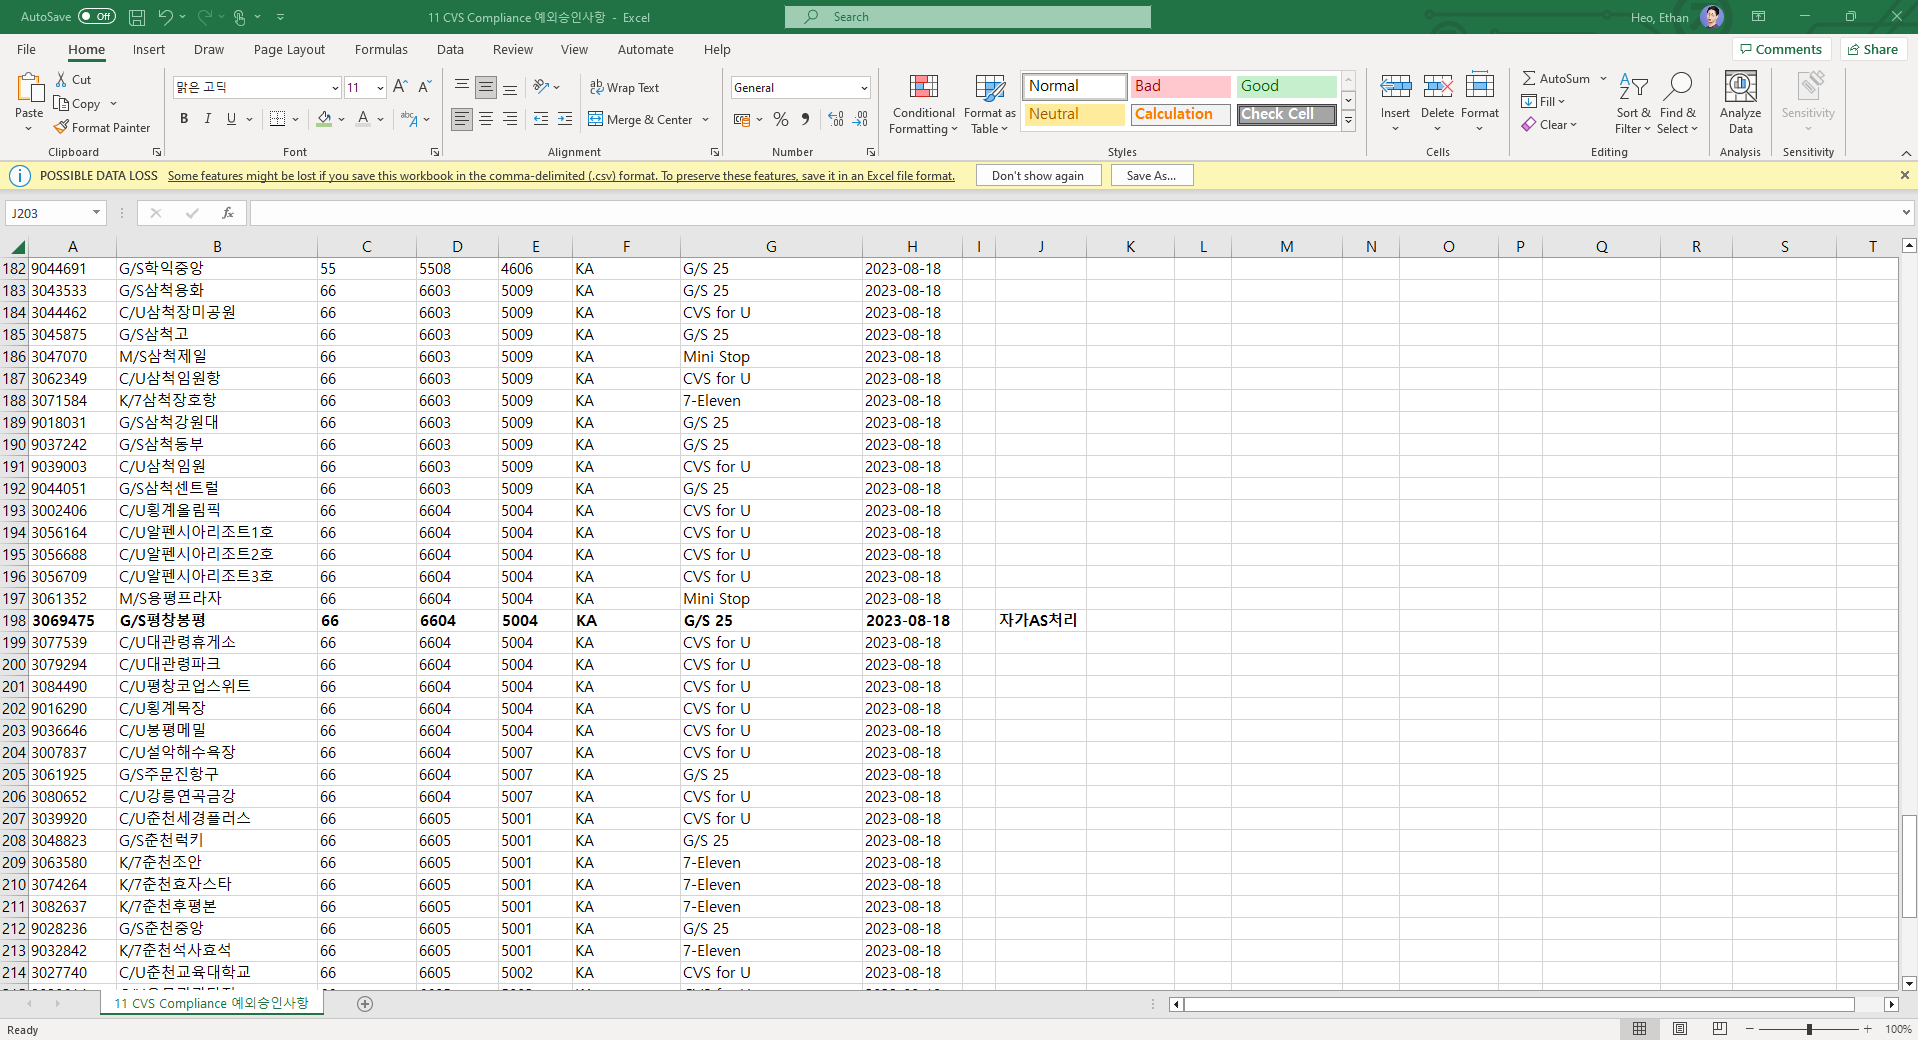 AutoSave Off 11 CVS Compliance 예외승인사항 - Excel Search Heo, Ethan
File Home Insert Draw Page Layout Formulas Data Review View Automate Help Comments Share
Paste Cut Copy Format Painter Clipboard
맑은 고딕 11 B I U Font
Wrap Text Merge & Center Alignment
General % Number
Conditional Formatting Format as Table Normal Bad Good Neutral Calculation Check Cell Styles
Insert Delete Format Cells
AutoSum Fill Clear Sort & Filter Find & Select Editing
Analyze Data Analysis
Sensitivity Sensitivity
POSSIBLE DATA LOSS Some features might be lost if you save this workbook in the comma-delimited (.csv) format. To preserve these features, save it in an Excel file format. Don't show again Save As...
J203 fx
A B C D E F G H I J K L M N O P Q R S T
182 9044691 G/S학익중앙 55 5508 4606 KA G/S 25 2023-08-18
183 3043533 G/S삼척용화 66 6603 5009 KA G/S 25 2023-08-18
184 3044462 C/U삼척장미공원 66 6603 5009 KA CVS for U 2023-08-18
185 3045875 G/S삼척고 66 6603 5009 KA G/S 25 2023-08-18
186 3047070 M/S삼척제일 66 6603 5009 KA Mini Stop 2023-08-18
187 3062349 C/U삼척임원항 66 6603 5009 KA CVS for U 2023-08-18
188 3071584 K/7삼척장호항 66 6603 5009 KA 7-Eleven 2023-08-18
189 9018031 G/S삼척강원대 66 6603 5009 KA G/S 25 2023-08-18
190 9037242 G/S삼척동부 66 6603 5009 KA G/S 25 2023-08-18
191 9039003 C/U삼척임원 66 6603 5009 KA CVS for U 2023-08-18
192 9044051 G/S삼척센트럴 66 6603 5009 KA G/S 25 2023-08-18
193 3002406 C/U횡계올림픽 66 6604 5004 KA CVS for U 2023-08-18
194 3056164 C/U알펜시아리조트1호 66 6604 5004 KA CVS for U 2023-08-18
195 3056688 C/U알펜시아리조트2호 66 6604 5004 KA CVS for U 2023-08-18
196 3056709 C/U알펜시아리조트3호 66 6604 5004 KA CVS for U 2023-08-18
197 3061352 M/S용평프라자 66 6604 5004 KA Mini Stop 2023-08-18
198 3069475 G/S평창봉평 66 6604 5004 KA G/S 25 2023-08-18 자가AS처리
199 3077539 C/U대관령휴게소 66 6604 5004 KA CVS for U 2023-08-18
200 3079294 C/U대관령파크 66 6604 5004 KA CVS for U 2023-08-18
201 3084490 C/U평창코업스위트 66 6604 5004 KA CVS for U 2023-08-18
202 9016290 C/U횡계목장 66 6604 5004 KA CVS for U 2023-08-18
203 9036646 C/U봉평메밀 66 6604 5004 KA CVS for U 2023-08-18
204 3007837 C/U설악해수욕장 66 6604 5007 KA CVS for U 2023-08-18
205 3061925 G/S주문진항구 66 6604 5007 KA G/S 25 2023-08-18
206 3080652 C/U강릉연곡금강 66 6604 5007 KA CVS for U 2023-08-18
207 3039920 C/U춘천세경플러스 66 6605 5001 KA CVS for U 2023-08-18
208 3048823 G/S춘천럭키 66 6605 5001 KA G/S 25 2023-08-18
209 3063580 K/7춘천조안 66 6605 5001 KA 7-Eleven 2023-08-18
210 3074264 K/7춘천효자스타 66 6605 5001 KA 7-Eleven 2023-08-18
211 3082637 K/7춘천후평본 66 6605 5001 KA 7-Eleven 2023-08-18
212 9028236 G/S춘천중앙 66 6605 5001 KA G/S 25 2023-08-18
213 9032842 K/7춘천석사효석 66 6605 5001 KA 7-Eleven 2023-08-18
214 3027740 C/U춘천교육대학교 66 6605 5002 KA CVS for U 2023-08-18
11 CVS Compliance 예외승인사항
Ready 100%